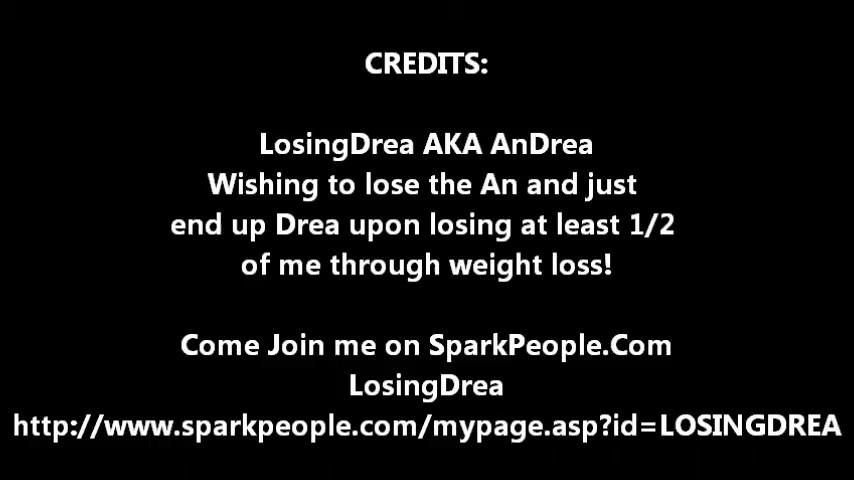 CREDITS:
LosingDrea AKA AnDrea
Wishing to lose the An and just
end up Drea upon losing at least 1/2
of me through weight loss!
Come Join me on SparkPeople.Com
LosingDrea
http://www.sparkpeople.com/mypage.asp?id=LOSINGDREA